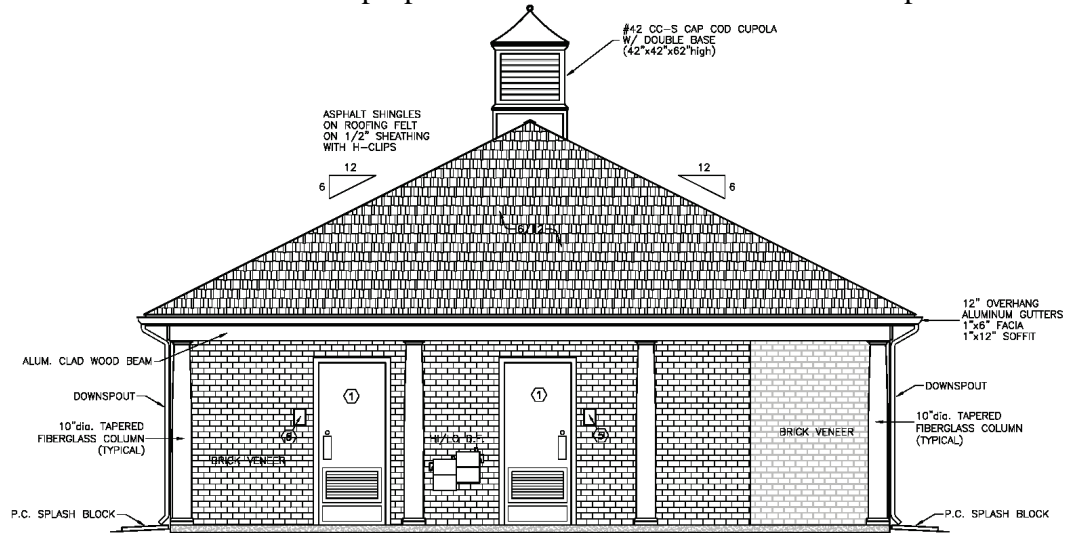 #42 CC-S CAP COD CUPOLA
W/ DOUBLE BASE
(42"x42"x62"high)
ASPHALT SHINGLES
ON ROOFING FELT
ON 1/2" SHEATHING
WITH H-CLIPS
12
6
12
6
6/12
12" OVERHANG
ALUMINUM GUTTERS
1"x6" FACIA
1"x12" SOFFIT
ALUM. CLAD WOOD BEAM
DOWNSPOUT
10"dia. TAPERED
FIBERGLASS COLUMN
(TYPICAL)
P.C. SPLASH BLOCK
1
1
BRICK VENEER
HI/LO D.F.
BRICK VENEER
DOWNSPOUT
10"dia. TAPERED
FIBERGLASS COLUMN
(TYPICAL)
P.C. SPLASH BLOCK